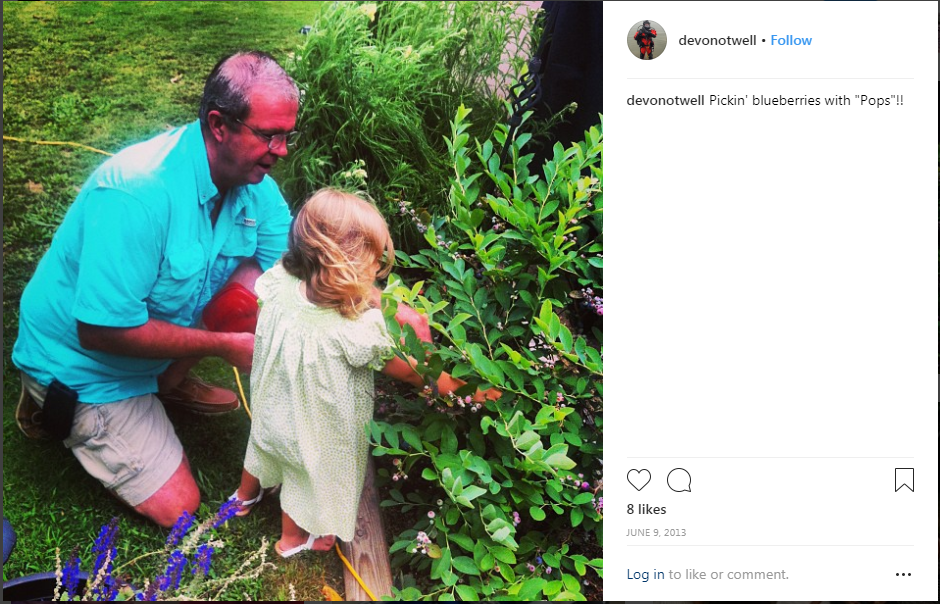 devonotwell • Follow
devonotwell Pickin' blueberries with "Pops"!!
8 likes
JUNE 9, 2013
Log in to like or comment.